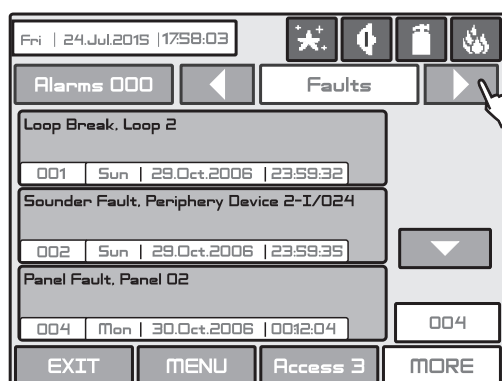 Fri | 24.Jul.2015 | 17:58:03
Alarms 000
Faults
Loop Break, Loop 2
001 | Sun | 29.Oct.2006 | 23:59:32
Sounder Fault, Periphery Device 2-I/024
002 | Sun | 29.Oct.2006 | 23:59:35
Panel Fault, Panel 02
004 | Mon | 30.Oct.2006 | 00:12:04
004
EXIT MENU Access 3 MORE